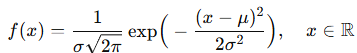 f(x) = \frac{1}{\sigma\sqrt{2\pi}} \exp\Big( -\frac{(x-\mu)^2}{2\sigma^2} \Big), \quad x \in \mathbb{R}